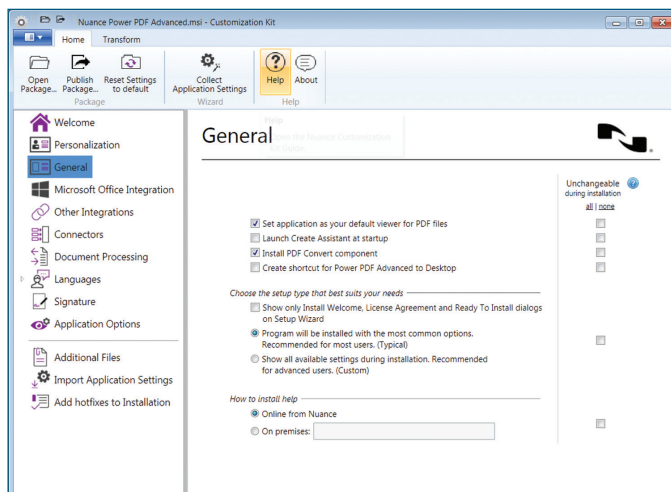 Nuance Power PDF Advanced.msi - Customization Kit
Home Transform
Open Package...
Publish Package...
Reset Settings to default
Collect Application Settings
Help
About
Package
Wizard
Help
Welcome
Personalization
General
Microsoft Office Integration
Other Integrations
Connectors
Document Processing
Languages
Signature
Application Options
Additional Files
Import Application Settings
Add hotfixes to Installation
Help
General
Unchangeable
during installation
all | none
Set application as your default viewer for PDF files
Launch Create Assistant at startup
Install PDF Convert component
Create shortcut for Power PDF Advanced to Desktop
Choose the setup type that best suits your needs
Show only Install Welcome, License Agreement and Ready To Install dialogs
on Setup Wizard
Program will be installed with the most common options.
Recommended for most users. (Typical)
Show all available settings during installation. Recommended
for advanced users. (Custom)
How to install help
Online from Nuance
On premises: